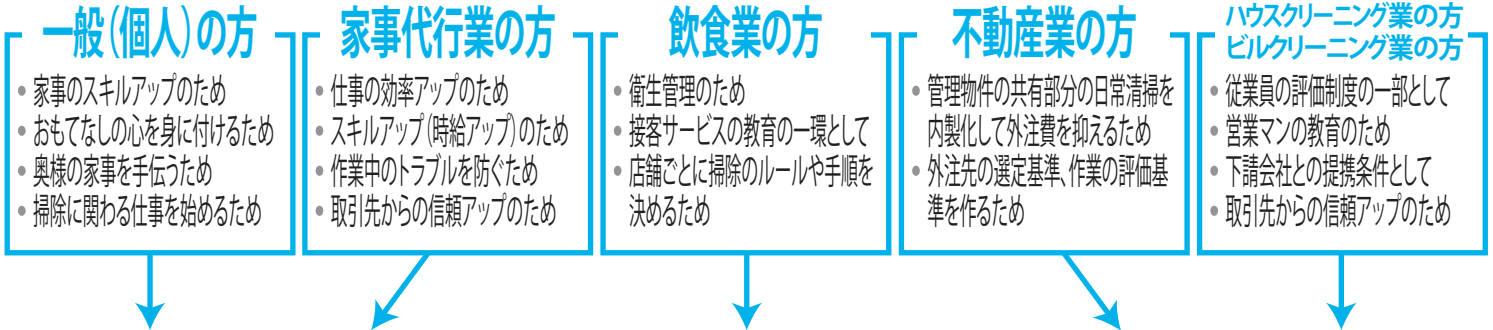 一般(個人)の方
• 家事のスキルアップのため
• おもてなしの心を身に付けるため
• 奥様の家事を手伝うため
• 掃除に関わる仕事を始めるため
家事代行業の方
• 仕事の効率アップのため
• スキルアップ(時給アップ)のため
• 作業中のトラブルを防ぐため
• 取引先からの信頼アップのため
飲食業の方
• 衛生管理のため
• 接客サービスの教育の一環として
• 店舗ごとに掃除のルールや手順を
決めるため
不動産業の方
• 管理物件の共有部分の日常清掃を
内製化して外注費を抑えるため
• 外注先の選定基準、作業の評価基
準を作るため
ハウスクリーニング業の方
ビルクリーニング業の方
• 従業員の評価制度の一部として
• 営業マンの教育のため
• 下請会社との提携条件として
• 取引先からの信頼アップのため